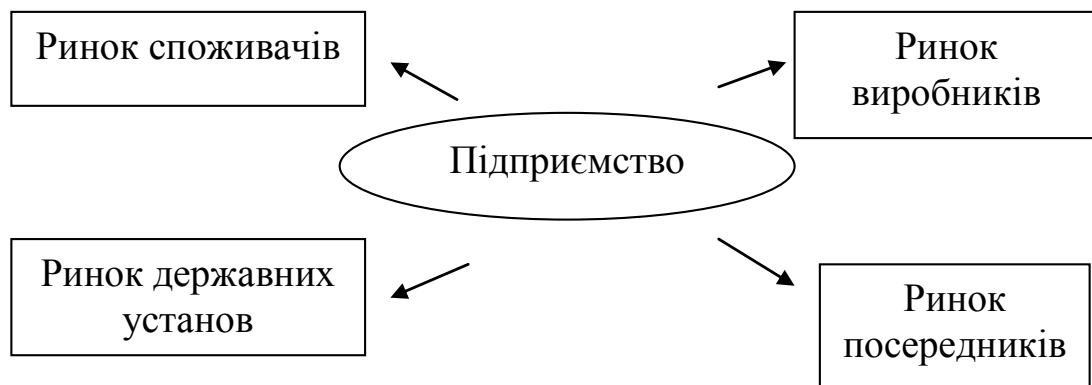 Ринок споживачів
Ринок
виробників
Підприємство
Ринок державних
установ
Ринок
посередників